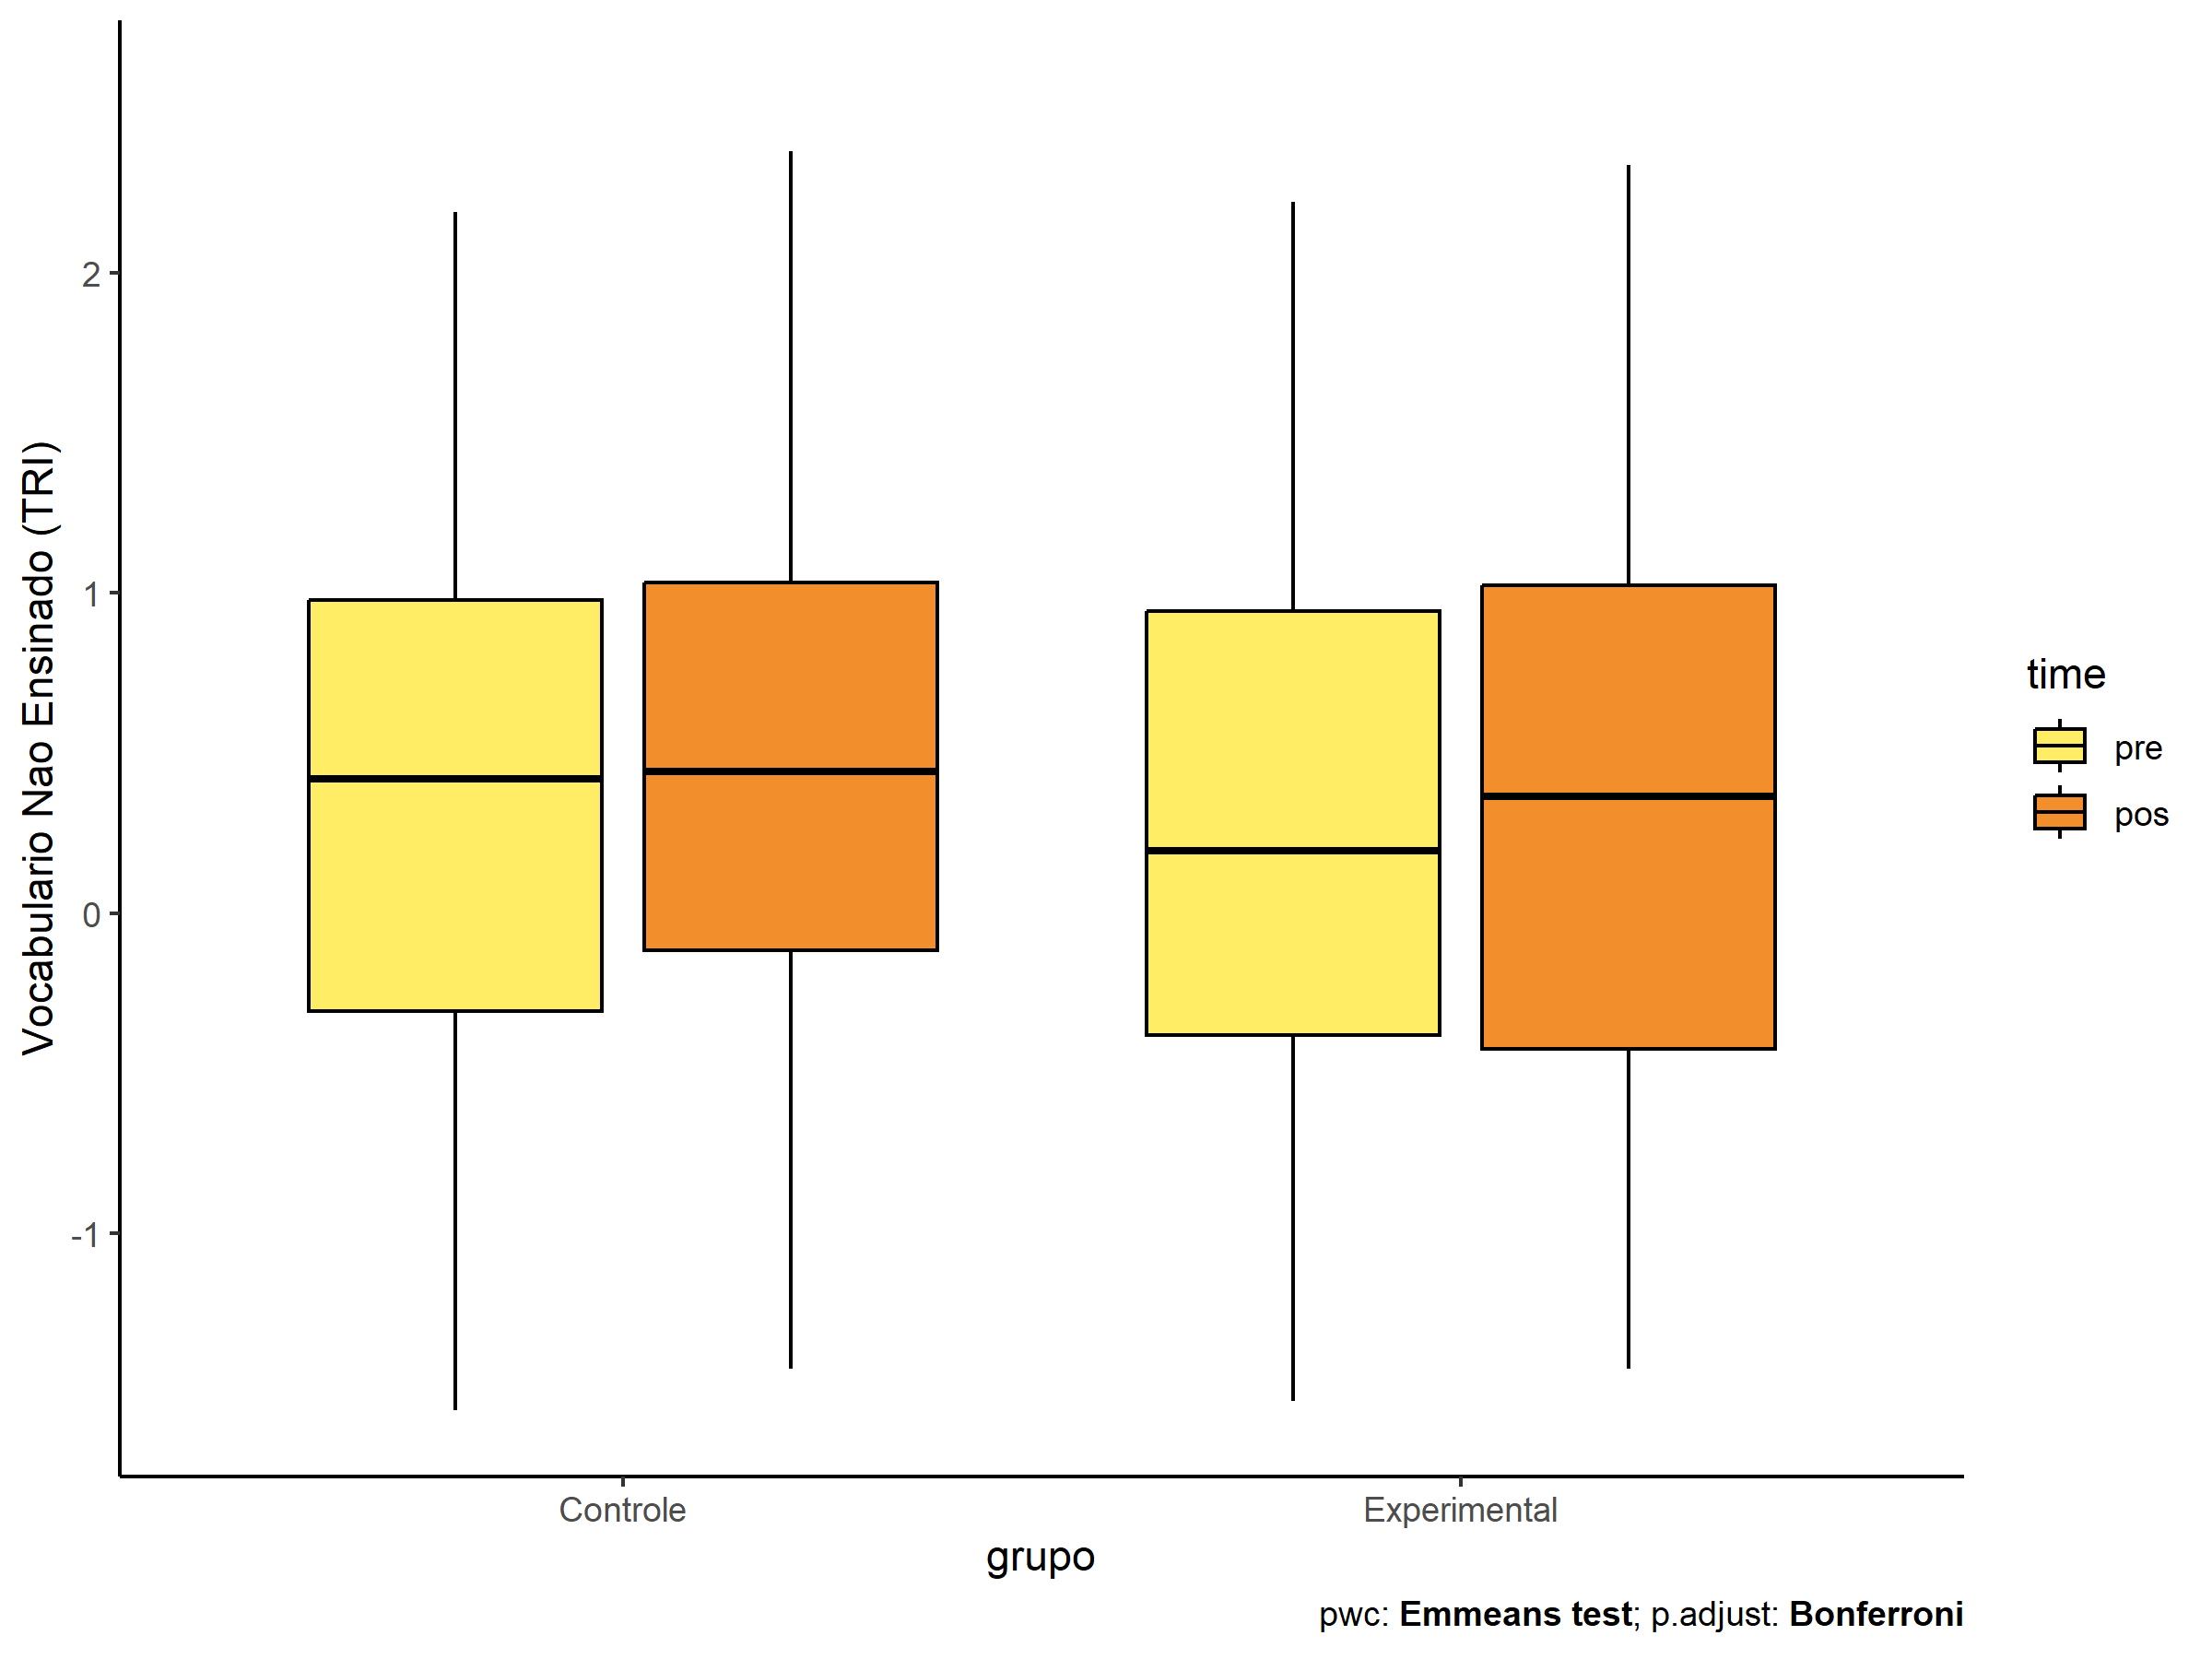 Vocabulario Nao Ensinado (TRI)
2
1
0
-1
Controle
Experimental
grupo
time
pre
pos
pwc: Emmeans test; p.adjust: Bonferroni